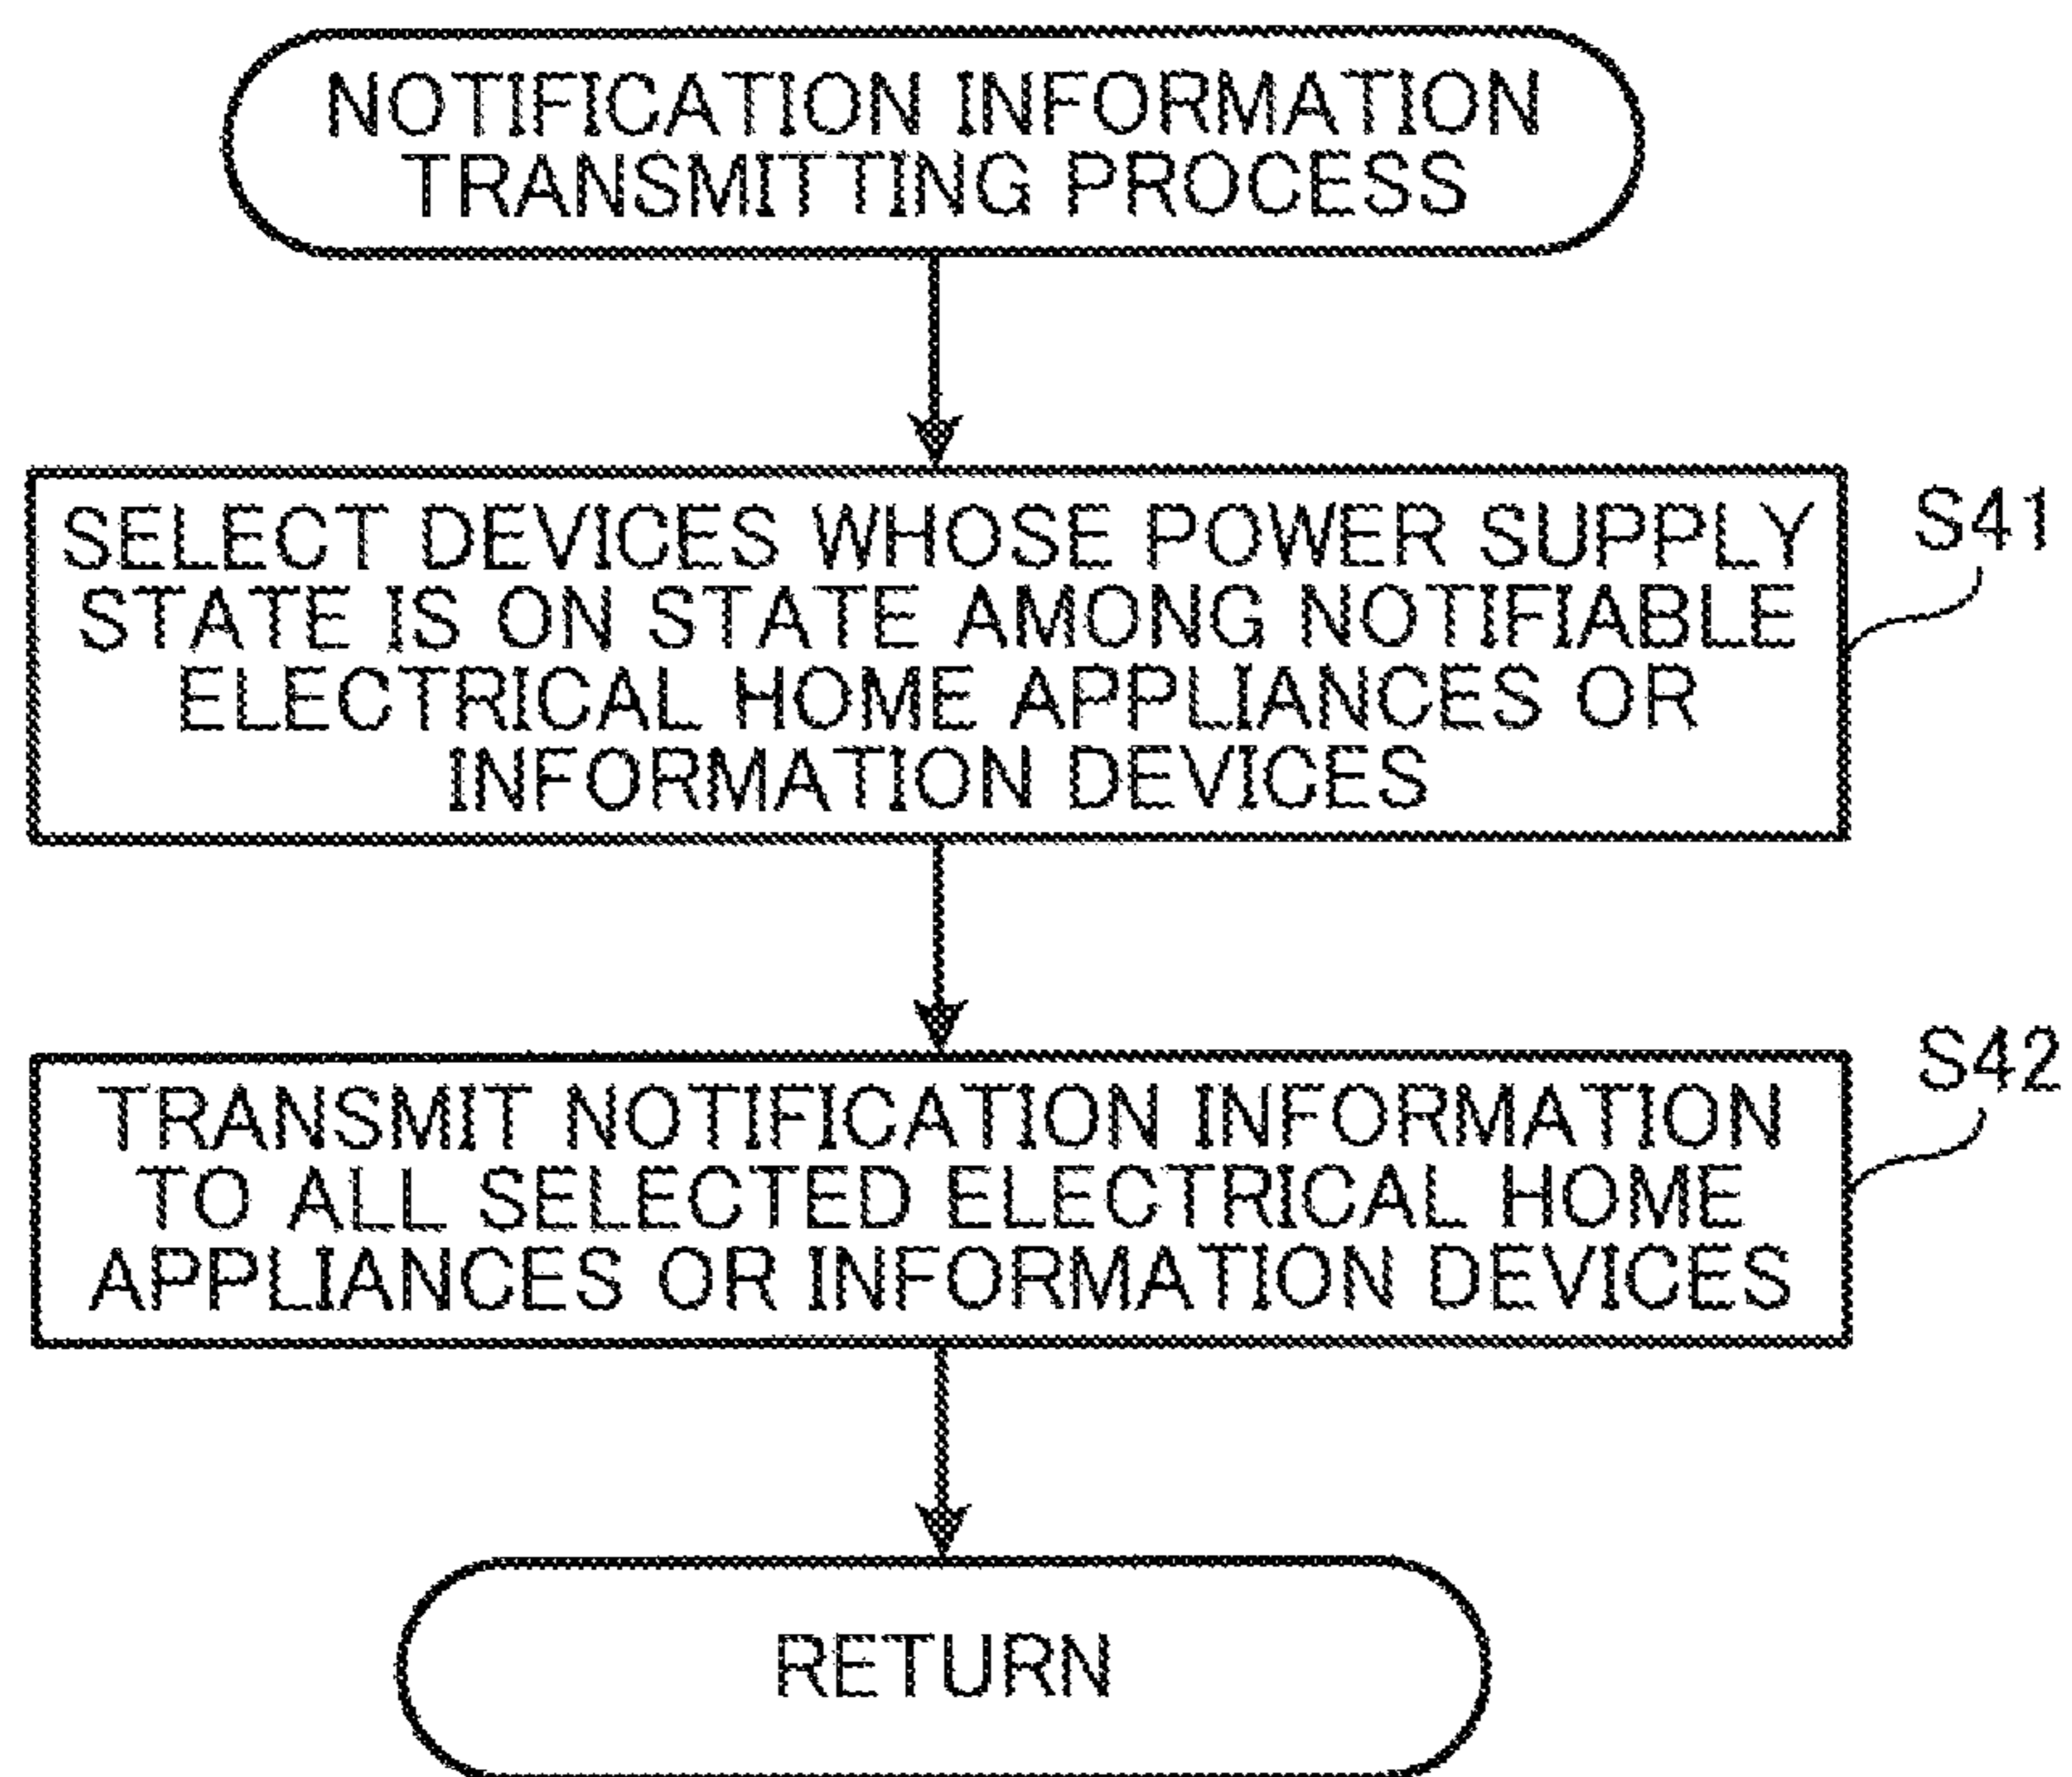 NOTIFICATION INFORMATION
TRANSMITTING PROCESS
SELECT DEVICES WHOSE POWER SUPPLY
STATE IS ON STATE AMONG NOTIFIABLE
ELECTRICAL HOME APPLIANCES OR
INFORMATION DEVICES
S41
TRANSMIT NOTIFICATION INFORMATION
TO ALL SELECTED ELECTRICAL HOME
APPLIANCES OR INFORMATION DEVICES
S42
RETURN